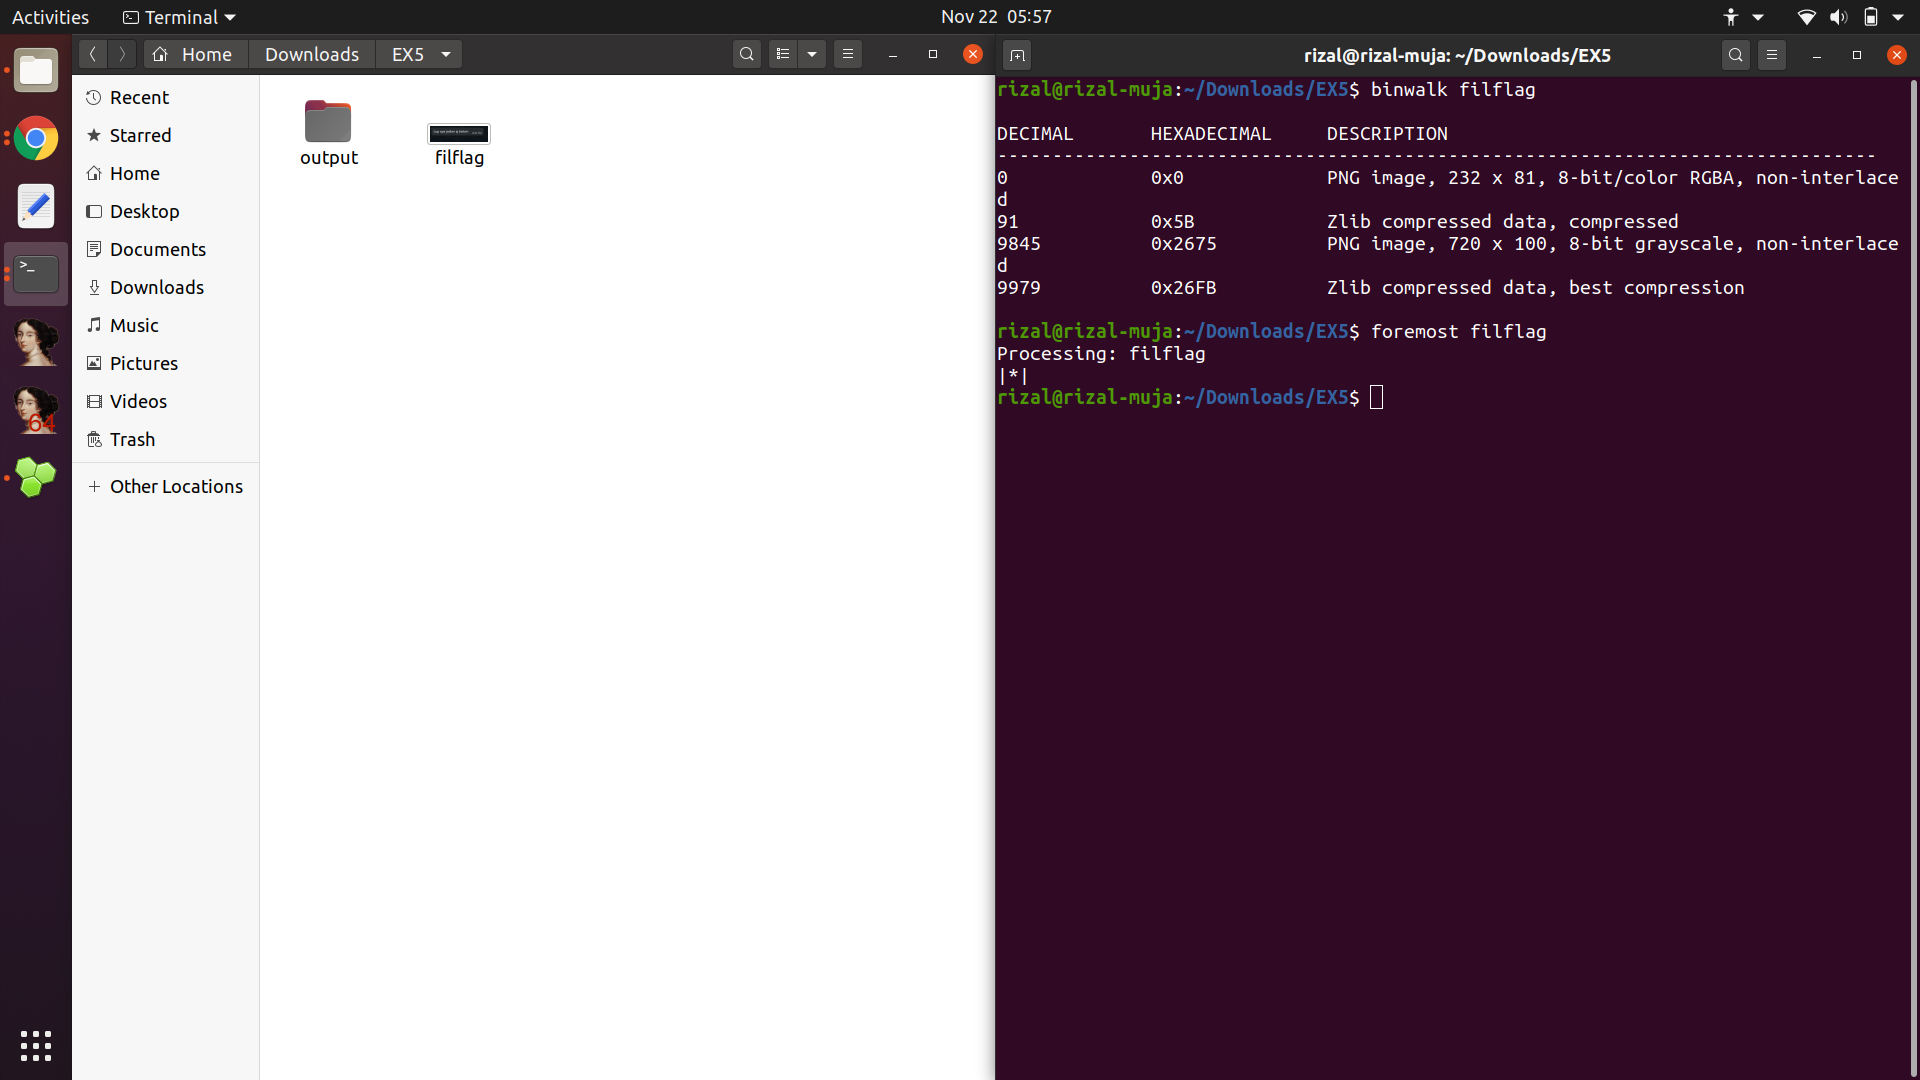 Activities Terminal Nov 22 05:57
Home Downloads EX5
rizal@rizal-muja: ~/Downloads/EX5
Recent
Starred
Home
Desktop
Documents
Downloads
Music
Pictures
Videos
Trash
+ Other Locations
output filflag
64
rizal@rizal-muja:~/Downloads/EX5$ binwalk filflag
DECIMAL HEXADECIMAL DESCRIPTION
--------------------------------------------------------------------------------
0 0x0 PNG image, 232 x 81, 8-bit/color RGBA, non-interlace
d
91 0x5B Zlib compressed data, compressed
9845 0x2675 PNG image, 720 x 100, 8-bit grayscale, non-interlace
d
9979 0x26FB Zlib compressed data, best compression
rizal@rizal-muja:~/Downloads/EX5$ foremost filflag
Processing: filflag
|*|
rizal@rizal-muja:~/Downloads/EX5$